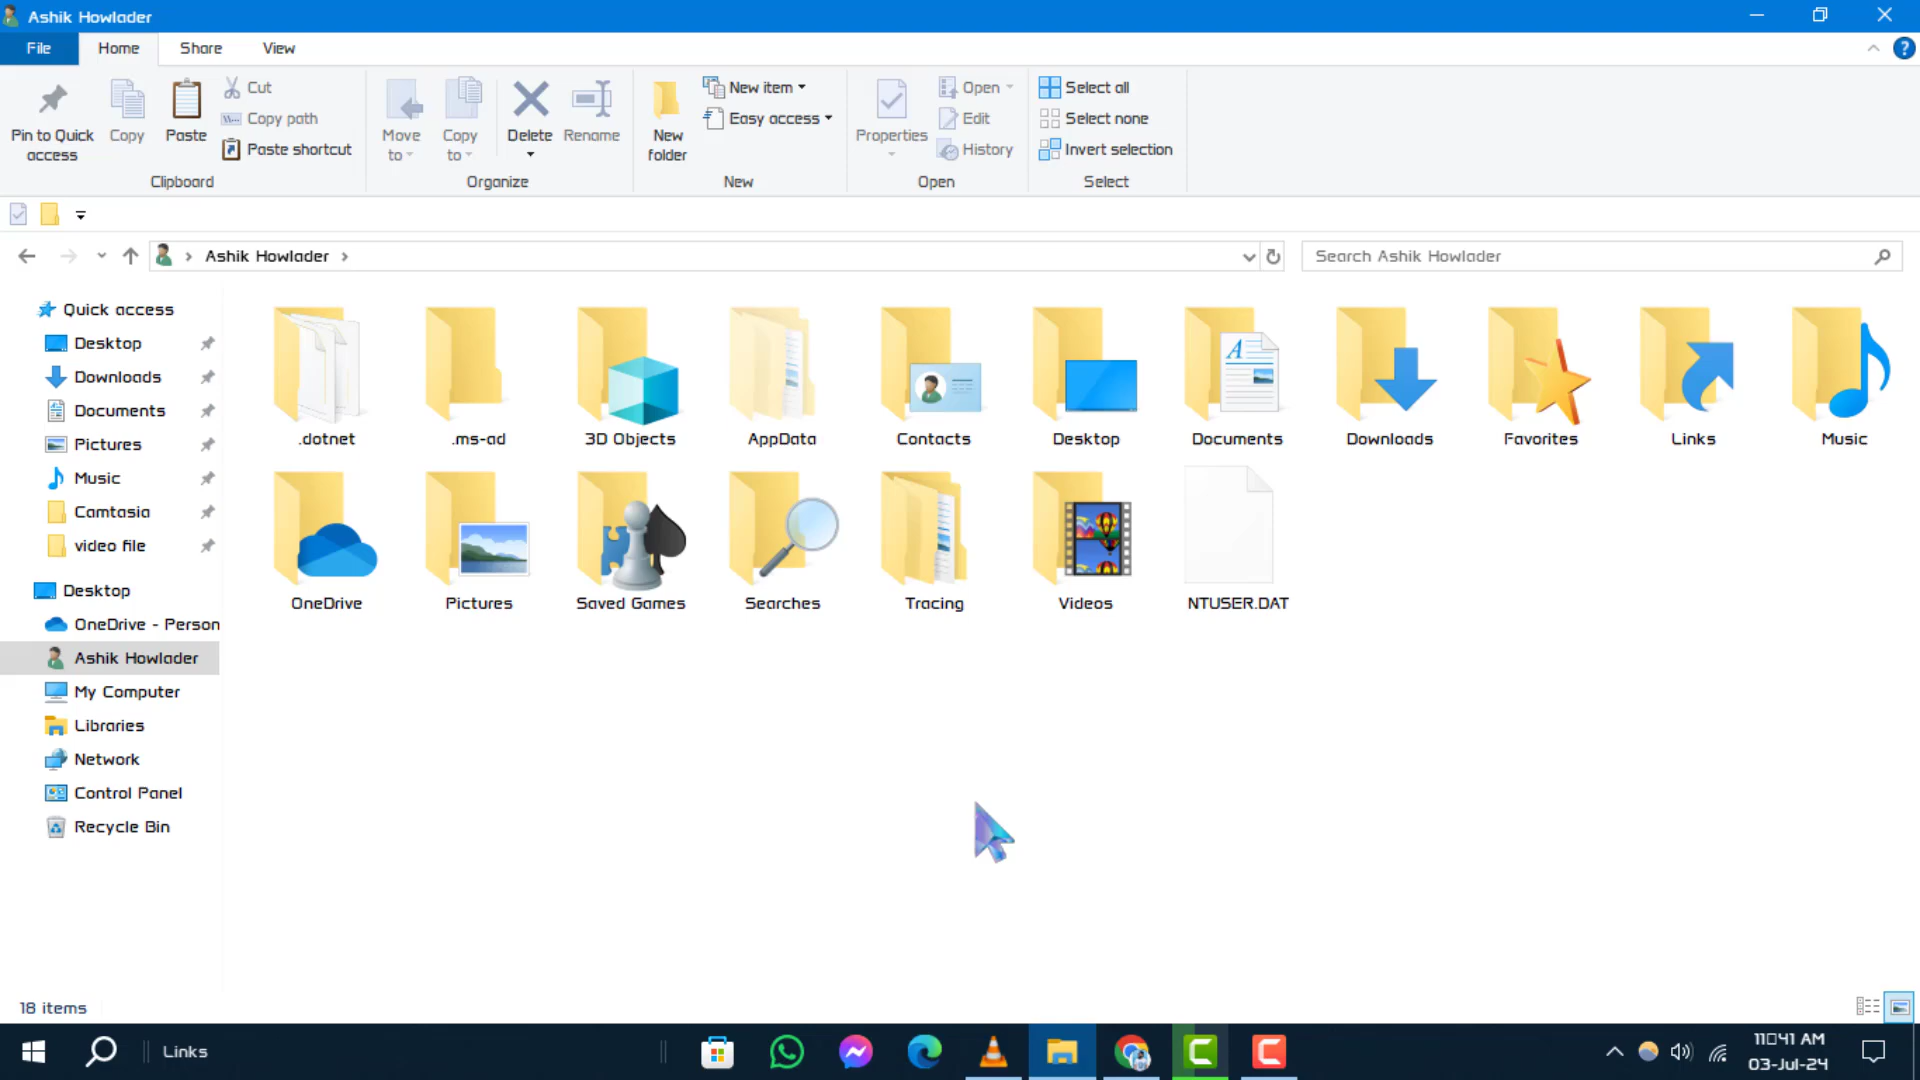 Ashik Howlader
File Home Share View
Pin to Quick access
Copy
Paste
Cut
Copy path
Paste shortcut
Clipboard
Move to
Copy to
Delete
Rename
Organize
New folder
New item
Easy access
New
Properties
Open
Edit
History
Open
Select all
Select none
Invert selection
Select
Ashik Howlader
Search Ashik Howlader
Quick access
Desktop
Downloads
Documents
Pictures
Music
Camtasia
video file
Desktop
OneDrive - Person
Ashik Howlader
My Computer
Libraries
Network
Control Panel
Recycle Bin
.dotnet .ms-ad 3D Objects AppData Contacts Desktop Documents Downloads Favorites Links Music
OneDrive Pictures Saved Games Searches Tracing Videos NTUSER.DAT
18 items
Links
11□41 AM
03-Jul-24